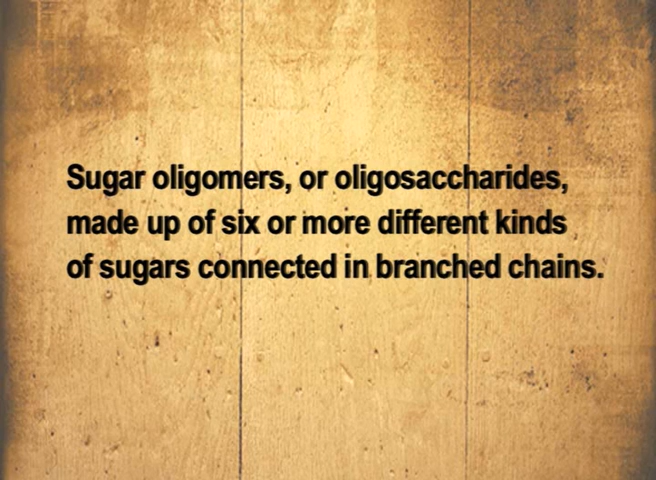 Sugar oligomers, or oligosaccharides,
made up of six or more different kinds
of sugars connected in branched chains.